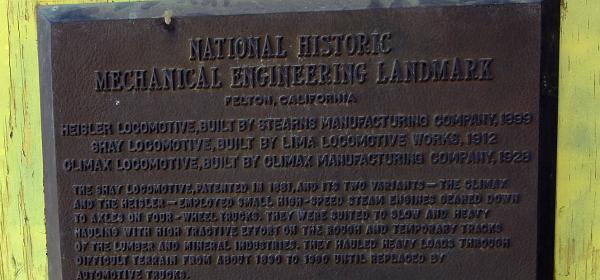 NATIONAL HISTORIC
MECHANICAL ENGINEERING LANDMARK
FELTON, CALIFORNIA
HEISLER LOCOMOTIVE, BUILT BY STEARNS MANUFACTURING COMPANY, 1899
SHAY LOCOMOTIVE, BUILT BY LIMA LOCOMOTIVE WORKS, 1912
CLIMAX LOCOMOTIVE, BUILT BY CLIMAX MANUFACTURING COMPANY, 1928
THE SHAY LOCOMOTIVE, PATENTED IN 1881, AND ITS TWO VARIANTS — THE CLIMAX
AND THE HEISLER — EMPLOYED SMALL HIGH-SPEED STEAM ENGINES GEARED DOWN
TO AXLES ON FOUR-WHEEL TRUCKS. THEY WERE SUITED TO SLOW AND HEAVY
HAULING WITH HIGH TRACTIVE EFFORT ON THE ROUGH AND TEMPORARY TRACKS
OF THE LUMBER AND MINERAL INDUSTRIES. THEY HAULED HEAVY LOADS THROUGH
DIFFICULT TERRAIN FROM ABOUT 1890 TO 1950 UNTIL REPLACED BY
AUTOMOTIVE TRUCKS.